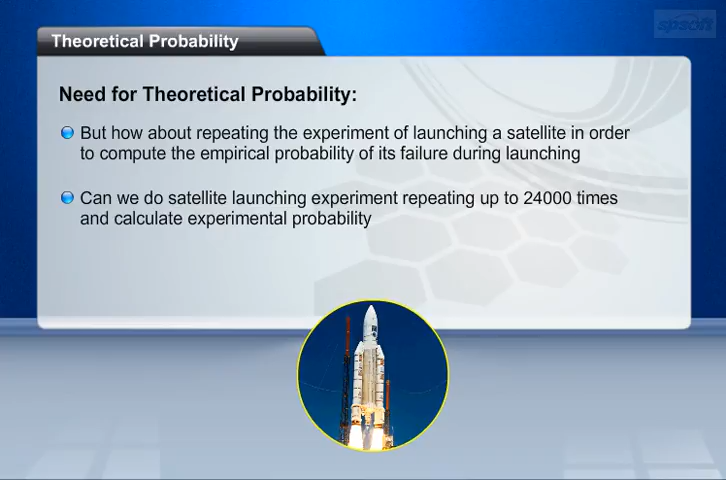 spsoft
Theoretical Probability
Need for Theoretical Probability:
But how about repeating the experiment of launching a satellite in order
to compute the empirical probability of its failure during launching
Can we do satellite launching experiment repeating up to 24000 times
and calculate experimental probability